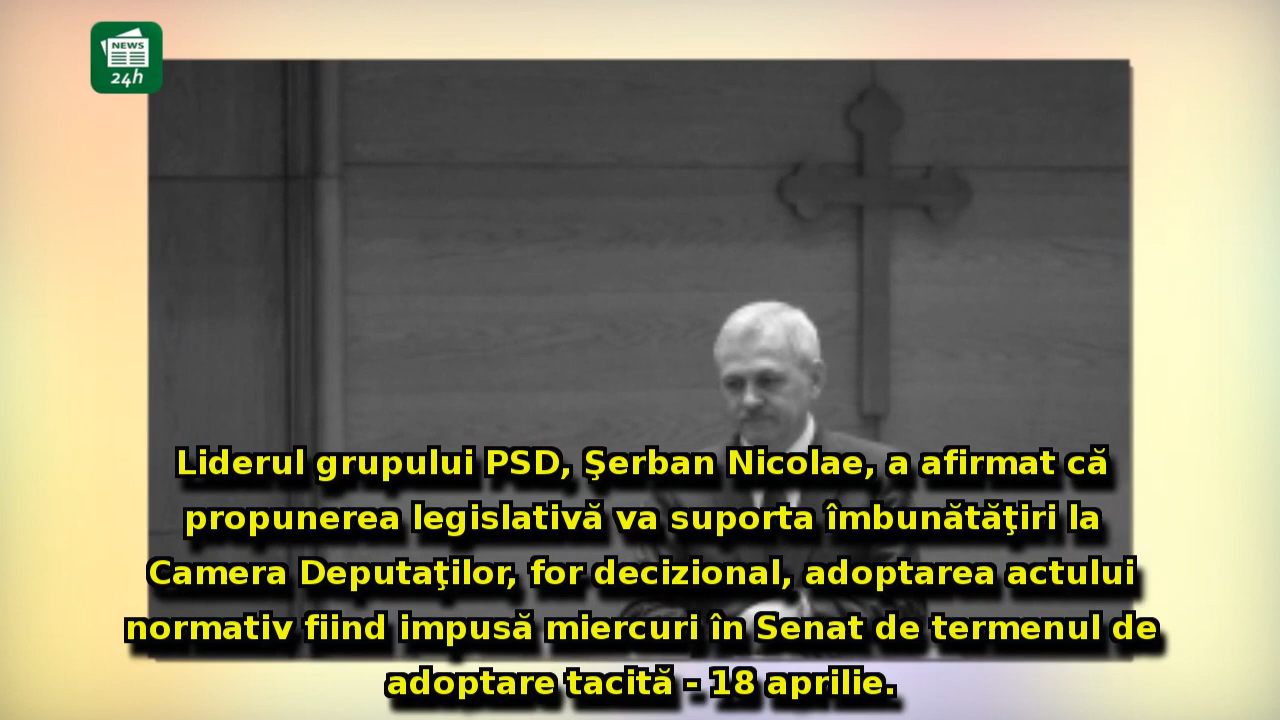 NEWS
24h
Liderul grupului PSD, Şerban Nicolae, a afirmat că
propunerea legislativă va suporta îmbunătăţiri la
Camera Deputaţilor, for decizional, adoptarea actului
normativ fiind impusă miercuri în Senat de termenul de
adoptare tacită - 18 aprilie.